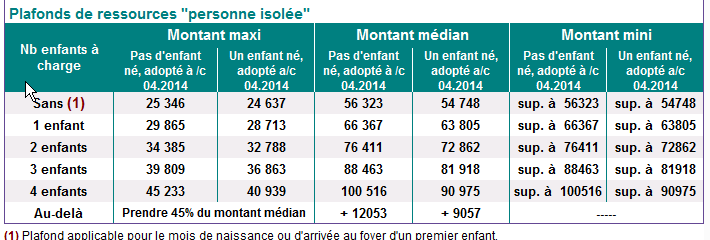 Plafonds de ressources "personne isolée"
Nb enfants à charge Montant maxi Montant médian Montant mini
Pas d'enfant né, adopté à /c 04.2014 Un enfant né, adopté a/c 04.2014 Pas d'enfant né, adopté à /c 04.2014 Un enfant né, adopté a/c 04.2014 Pas d'enfant né, adopté à /c 04.2014 Un enfant né, adopté a/c 04.2014
Sans (1) 25 346 24 637 56 323 54 748 sup. à 56323 sup. à 54748
1 enfant 29 865 28 713 66 367 63 805 sup. à 66367 sup. à 63805
2 enfants 34 385 32 788 76 411 72 862 sup. à 76411 sup. à 72862
3 enfants 39 809 36 863 88 463 81 918 sup. à 88463 sup. à 81918
4 enfants 45 233 40 939 100 516 90 975 sup. à 100516 sup. à 90975
Au-delà Prendre 45% du montant médian + 12053 + 9057 -----
(1) Plafond applicable pour le mois de naissance ou d'arrivée au foyer d'un premier enfant.